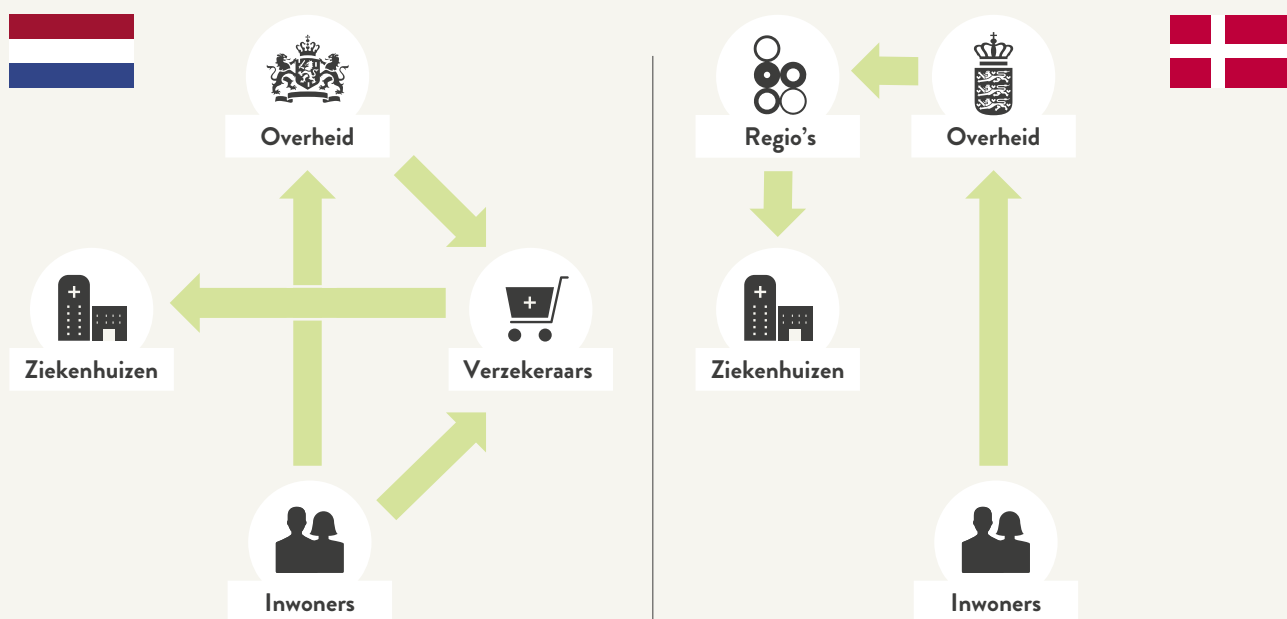 Overheid
Regio's
Overheid
Ziekenhuizen
Verzekeraars
Ziekenhuizen
Inwoners
Inwoners